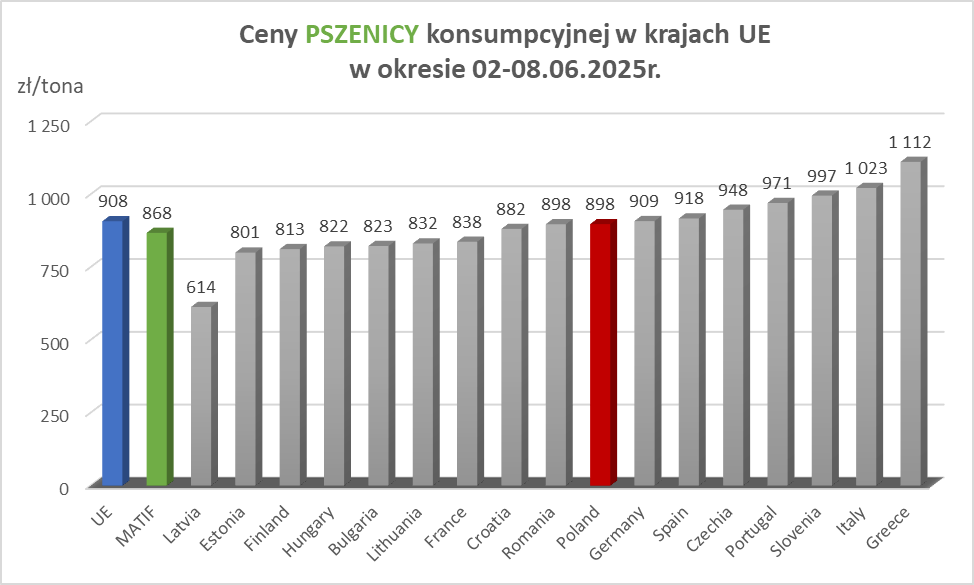 Ceny PSZENICY konsumpcyjnej w krajach UE
w okresie 02-08.06.2025r.
zł/tona
1 250
1 000
750
500
250
0
908
868
614
801
813
822
823
832
838
882
898
898
909
918
948
971
997
1 023
1 112
UE
MATIF
Latvia
Estonia
Finland
Hungary
Bulgaria
Lithuania
France
Croatia
Romania
Poland
Germany
Spain
Czechia
Portugal
Slovenia
Italy
Greece